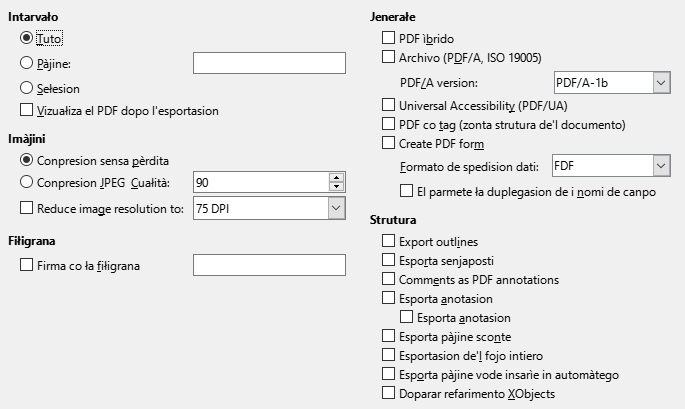 Intarvało
Tuto
Pàjine:
Sełesion
Vizuałiza el PDF dopo l'esportasion
Imàjini
Conpresion sensa pèrdita
Conpresion JPEG Cuałità: 90
Reduce image resolution to: 75 DPI
Fiłigrana
Firma co ła fiłigrana
Jenerałe
PDF ìbrido
Archivo (PDF/A, ISO 19005)
PDF/A version: PDF/A-1b
Universal Accessibility (PDF/UA)
PDF co tag (zonta strutura de'l documento)
Create PDF form
Formato de spedision dati: FDF
El parmete ła duplegasion de i nomi de canpo
Strutura
Export outlines
Esporta senjaposti
Comments as PDF annotations
Esporta anotasion
Esporta anotasion
Esporta pàjine sconte
Esportasion de'l fojo intiero
Esporta pàjine vode insarìe in automàtego
Doparar refarimento XObjects